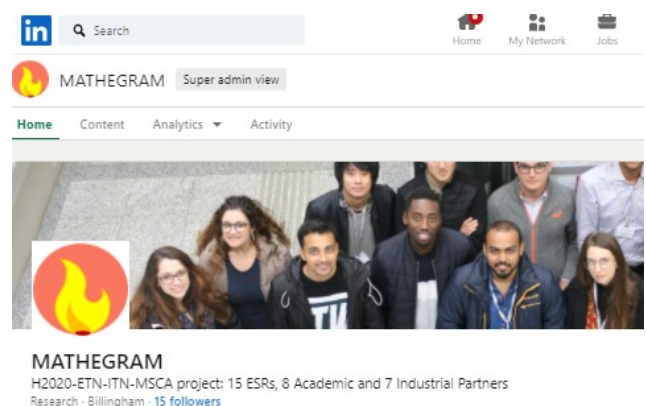 in Search
Home My Network Jobs
MATHEGRAM Super admin view
Home Content Analytics Activity
MATHEGRAM
H2020-ETN-ITN-MSCA project: 15 ESRs, 8 Academic and 7 Industrial Partners
Research · Billingham · 15 followers